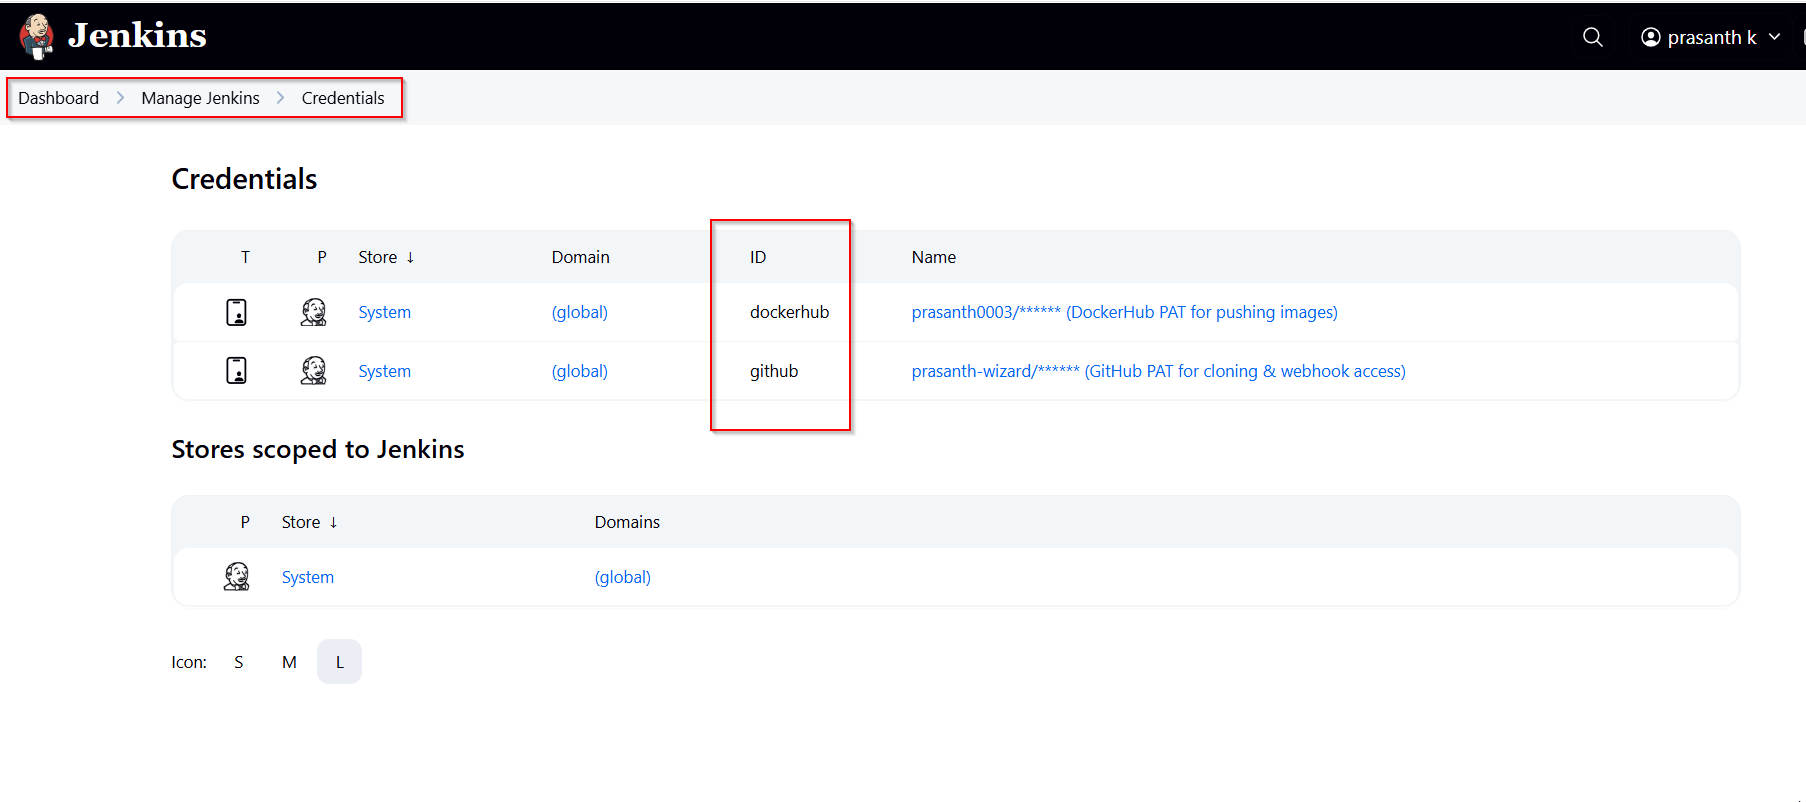 Jenkins
prasanth k
Dashboard > Manage Jenkins > Credentials
Credentials
T P Store ↓ Domain ID Name
System (global) dockerhub prasanth0003/****** (DockerHub PAT for pushing images)
System (global) github prasanth-wizard/****** (GitHub PAT for cloning & webhook access)
Stores scoped to Jenkins
P Store ↓ Domains
System (global)
Icon: S M L